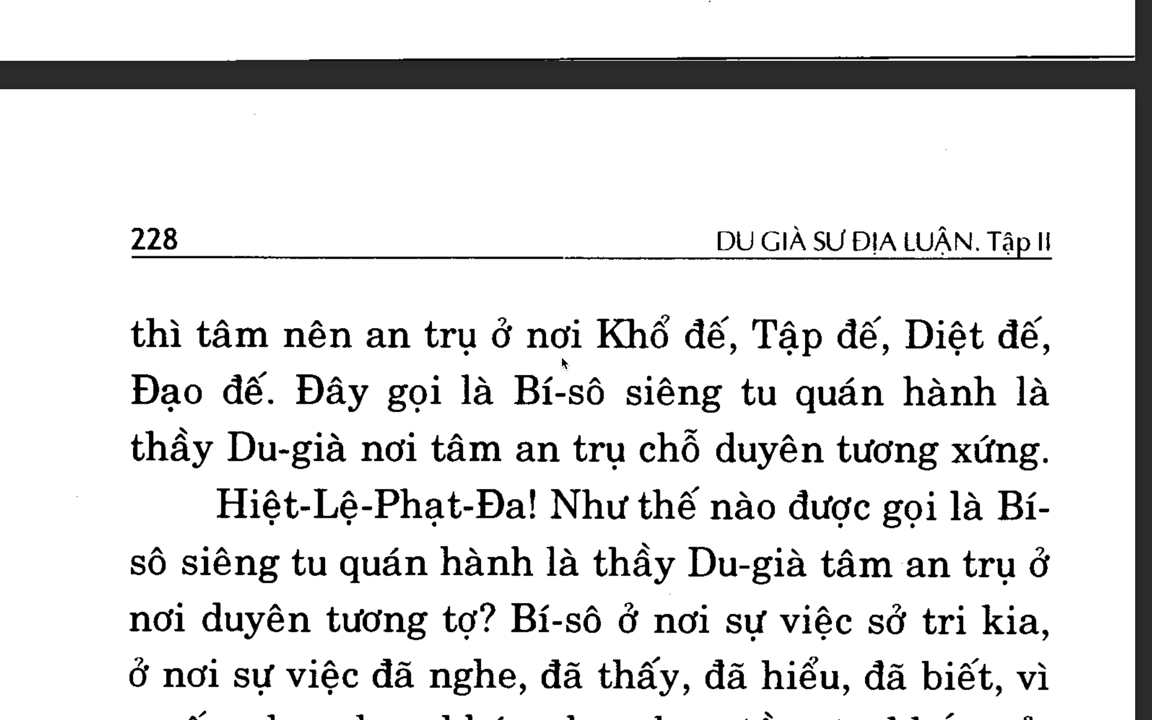 228 DU GIÀ SƯ ĐỊA LUẬN. Tập II
thì tâm nên an trụ ở nơi Khổ đế, Tập đế, Diệt đế,
Đạo đế. Đây gọi là Bí-sô siêng tu quán hành là
thầy Du-già nơi tâm an trụ chỗ duyên tương xứng.
Hiệt-Lệ-Phạt-Đa! Như thế nào được gọi là Bí-
sô siêng tu quán hành là thầy Du-già tâm an trụ ở
nơi duyên tương tợ? Bí-sô ở nơi sự việc sở tri kia,
ở nơi sự việc đã nghe, đã thấy, đã hiểu, đã biết, vì